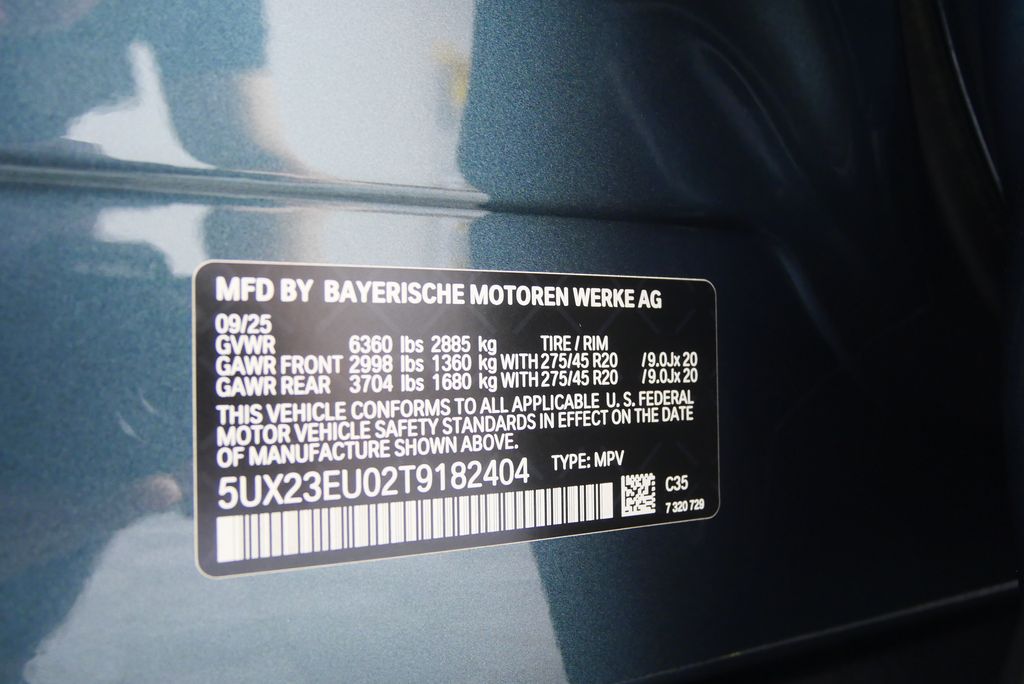 MFD BY BAYERISCHE MOTOREN WERKE AG
09/25
GVWR 6360 lbs 2885 kg TIRE / RIM
GAWR FRONT 2998 lbs 1360 kg WITH 275/45 R20 /9.0Jx 20
GAWR REAR 3704 lbs 1680 kg WITH 275/45 R20 /9.0Jx 20
THIS VEHICLE CONFORMS TO ALL APPLICABLE U. S. FEDERAL
MOTOR VEHICLE SAFETY STANDARDS IN EFFECT ON THE DATE
OF MANUFACTURE SHOWN ABOVE.
5UX23EU02T9182404 TYPE: MPV
C35
7 320 729